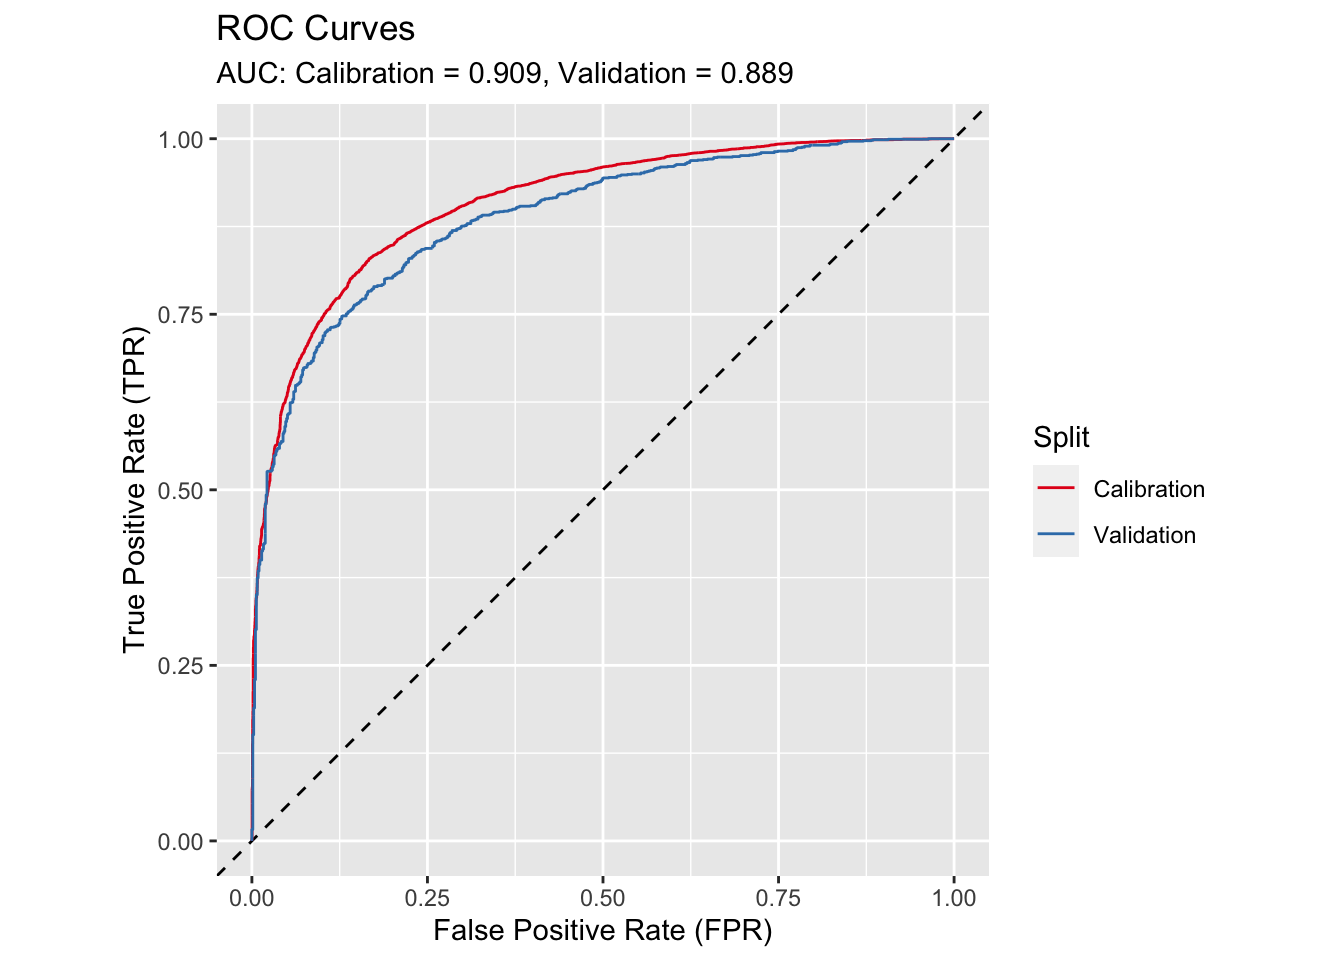 ROC Curves
AUC: Calibration = 0.909, Validation = 0.889
1.00
0.75
0.50
0.25
0.00
True Positive Rate (TPR)
0.00 0.25 0.50 0.75 1.00
False Positive Rate (FPR)
Split
Calibration
Validation